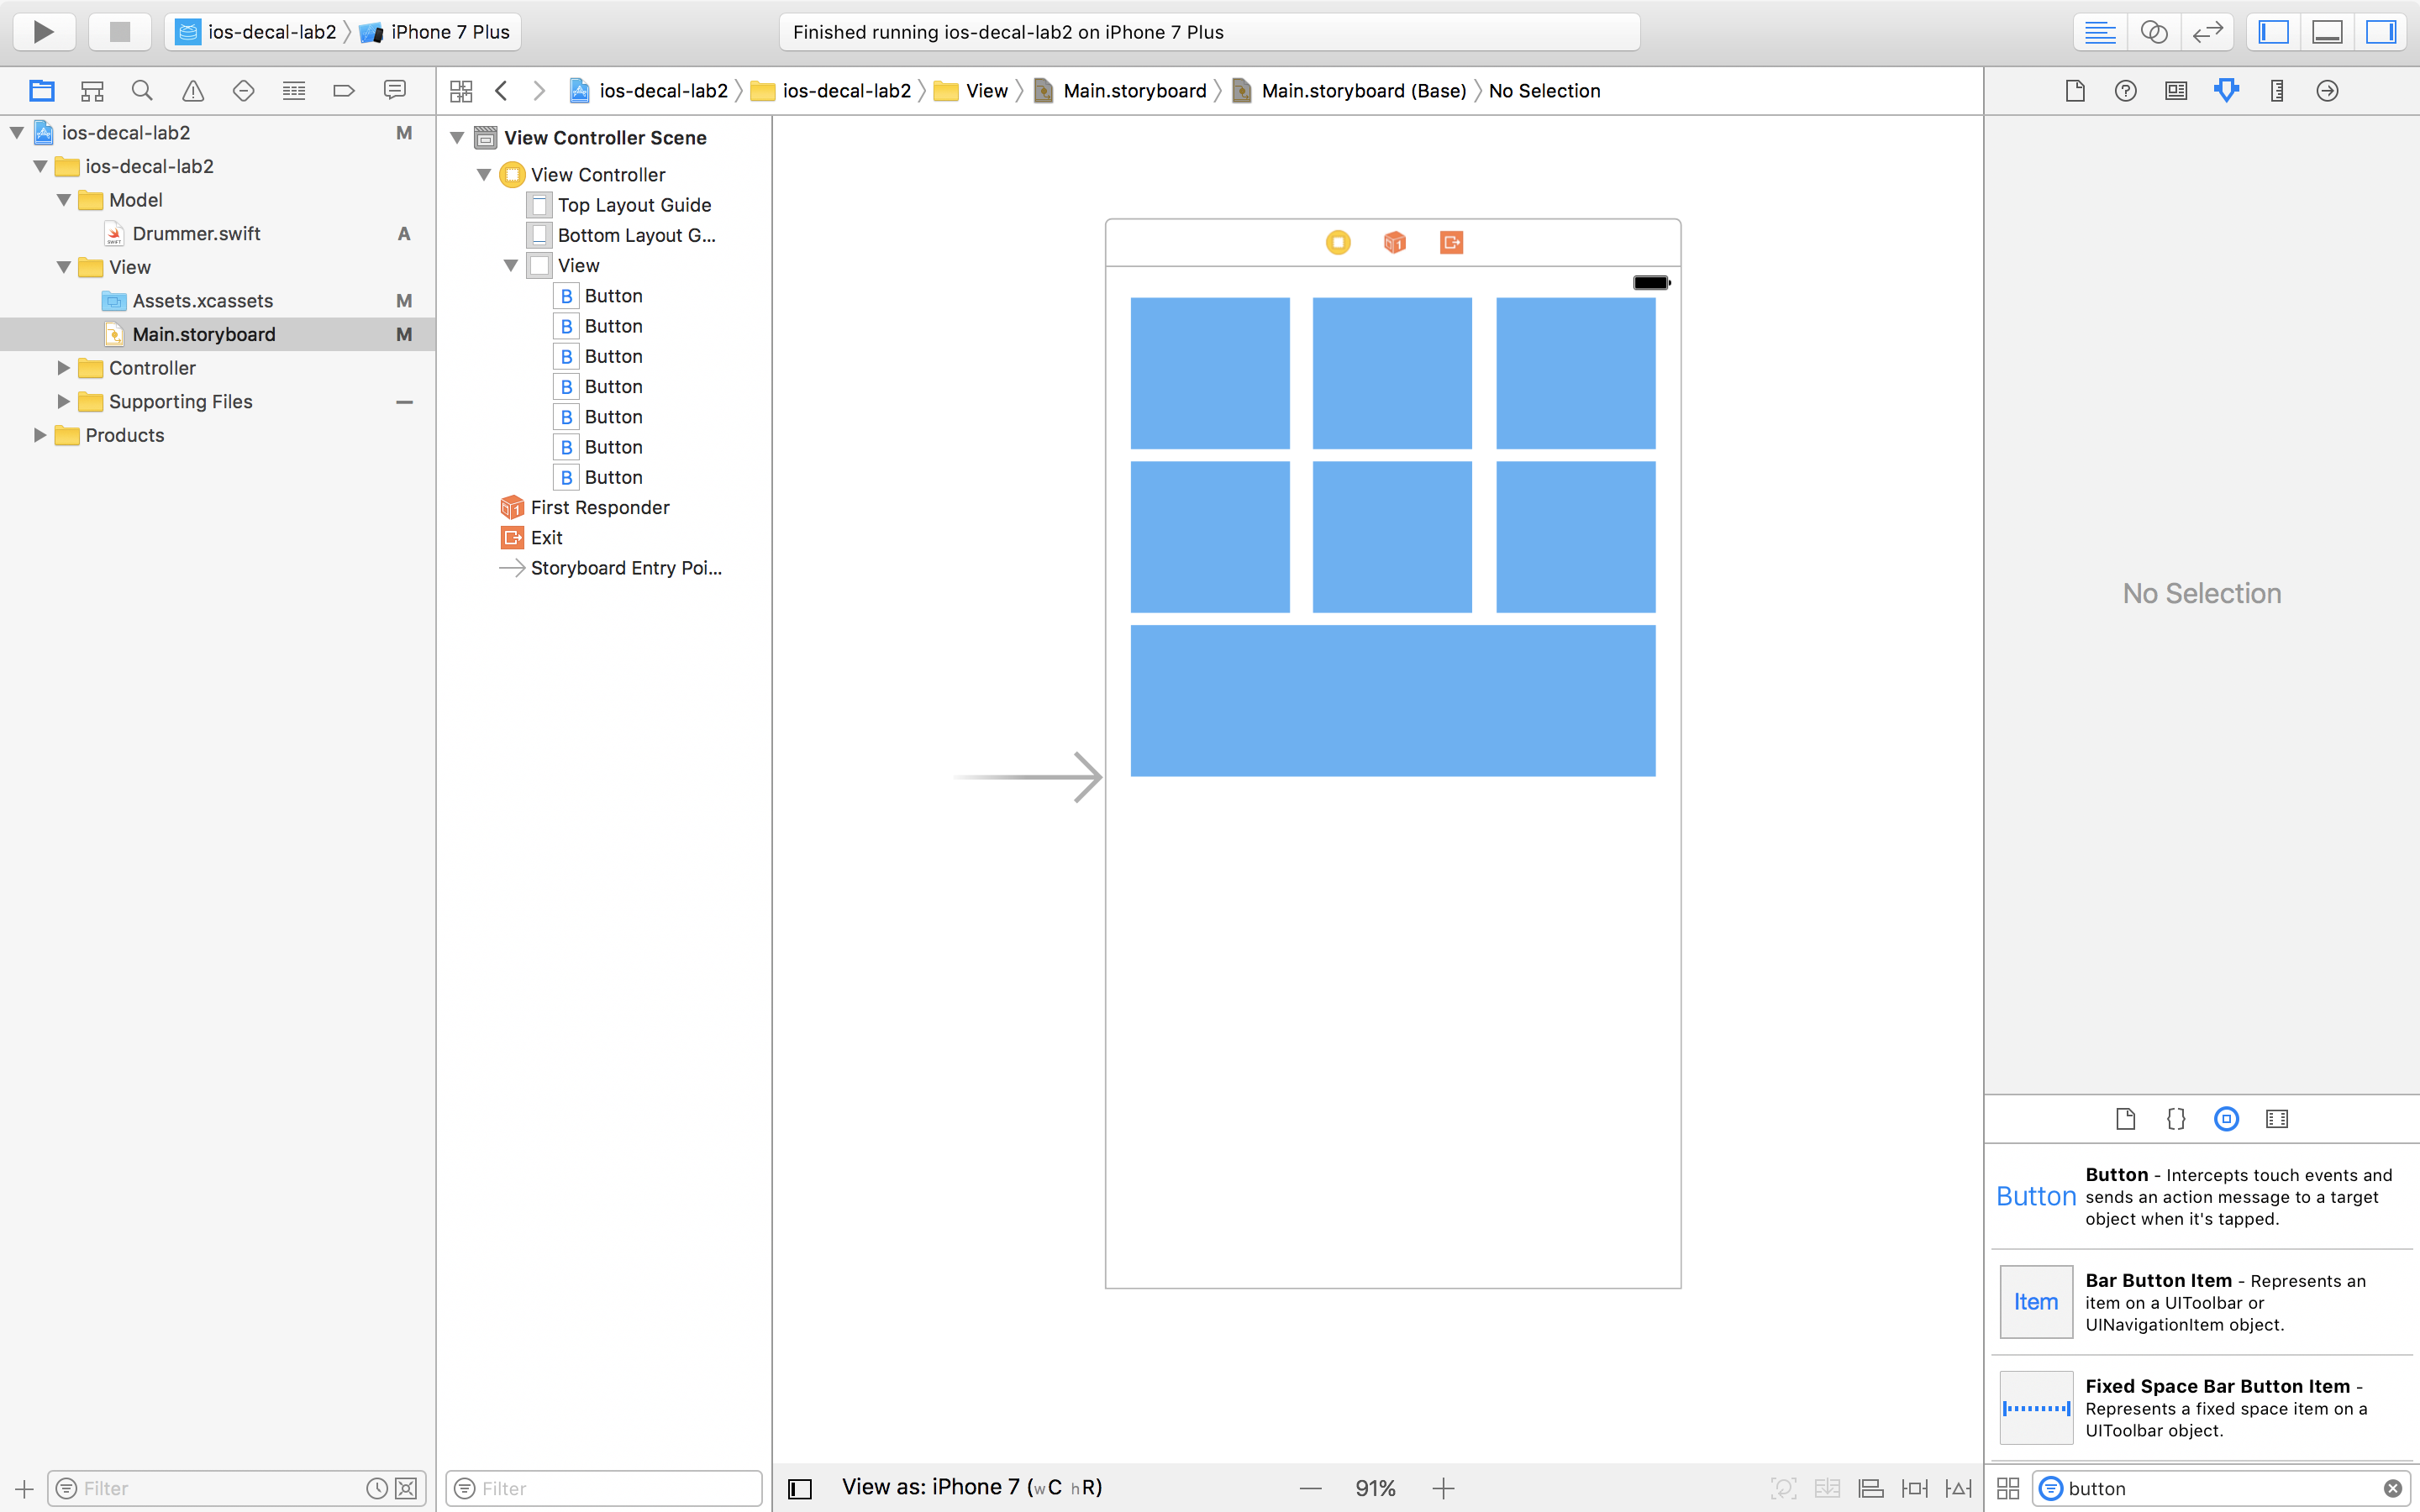 ios-decal-lab2 iPhone 7 Plus
Finished running ios-decal-lab2 on iPhone 7 Plus
ios-decal-lab2 M
ios-decal-lab2
Model
Drummer.swift A
View
Assets.xcassets M
Main.storyboard M
Controller
Supporting Files
Products
Filter
ios-decal-lab2 ios-decal-lab2 View Main.storyboard Main.storyboard (Base) No Selection
View Controller Scene
View Controller
Top Layout Guide
Bottom Layout G...
View
B Button
B Button
B Button
B Button
B Button
B Button
B Button
First Responder
Exit
Storyboard Entry Poi...
Filter
View as: iPhone 7 (wC hR)
91%
No Selection
Button
Button - Intercepts touch events and
sends an action message to a target
object when it's tapped.
Item
Bar Button Item - Represents an
item on a UIToolbar or
UINavigationItem object.
Fixed Space Bar Button Item -
Represents a fixed space item on a
UIToolbar object.
button